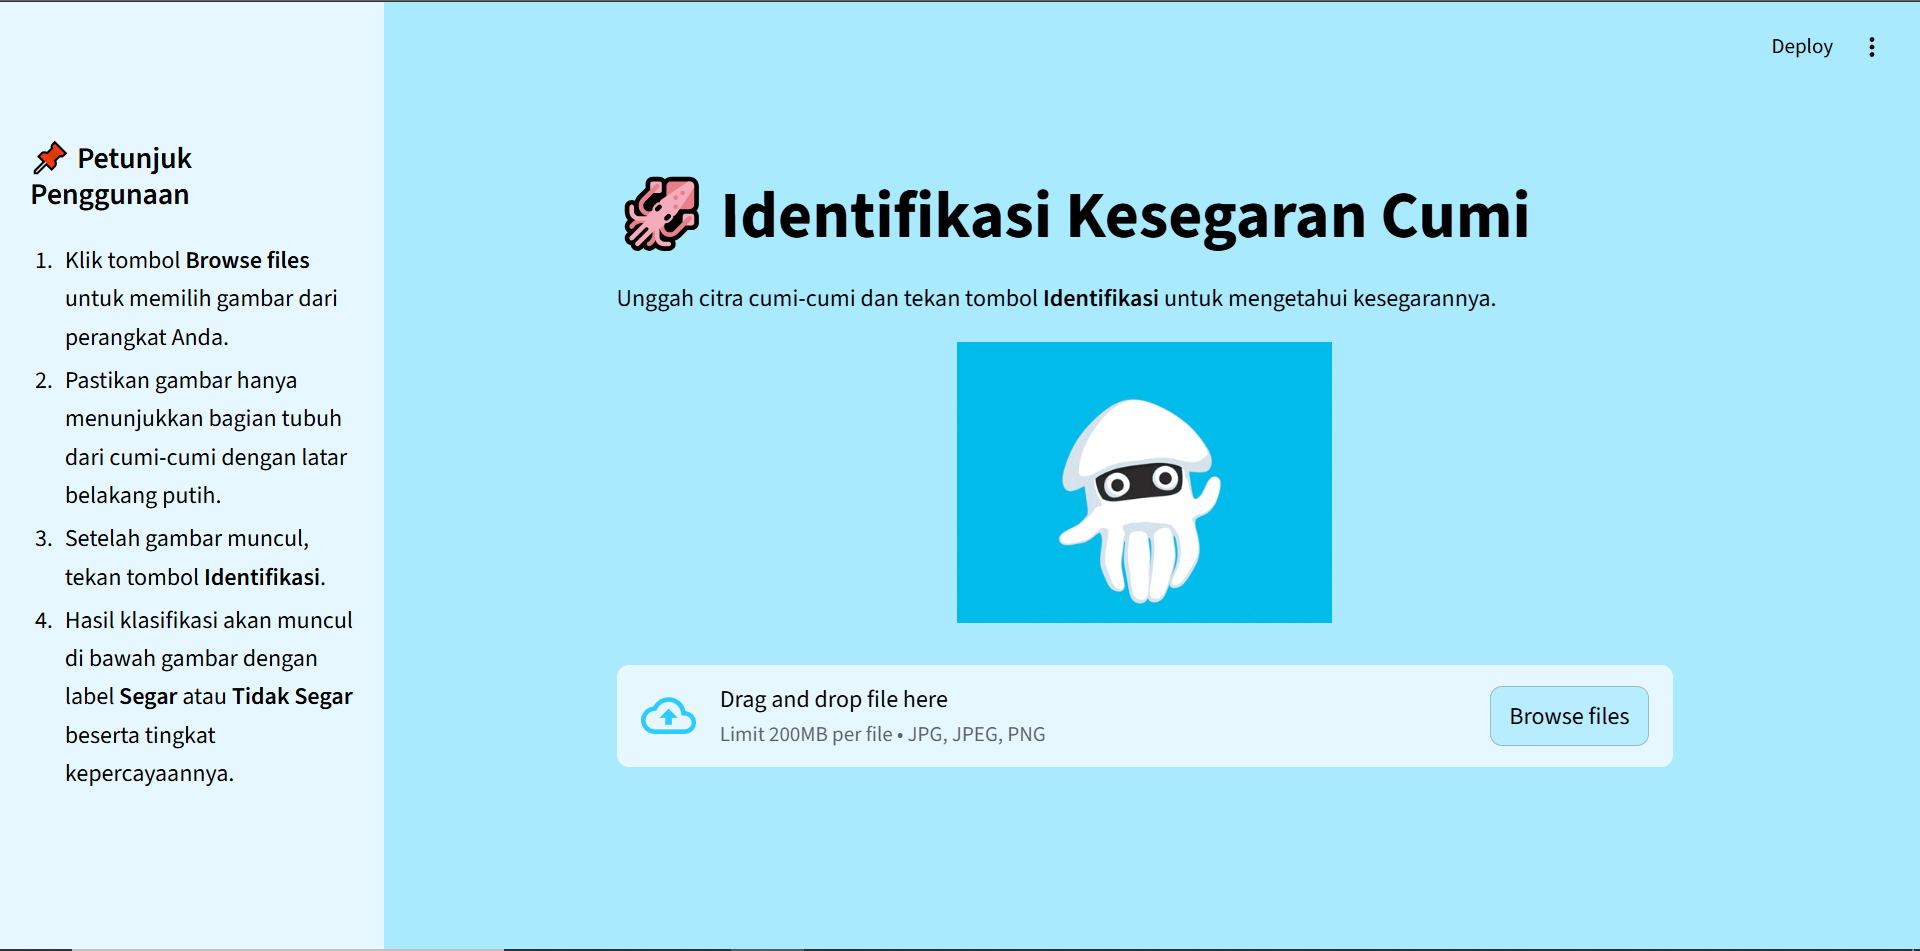 Deploy
Petunjuk
Penggunaan
1. Klik tombol Browse files
untuk memilih gambar dari
perangkat Anda.
2. Pastikan gambar hanya
menunjukkan bagian tubuh
dari cumi-cumi dengan latar
belakang putih.
3. Setelah gambar muncul,
tekan tombol Identifikasi.
4. Hasil klasifikasi akan muncul
di bawah gambar dengan
label Segar atau Tidak Segar
beserta tingkat
kepercayaannya.
Identifikasi Kesegaran Cumi
Unggah citra cumi-cumi dan tekan tombol Identifikasi untuk mengetahui kesegarannya.
Drag and drop file here
Limit 200MB per file • JPG, JPEG, PNG
Browse files